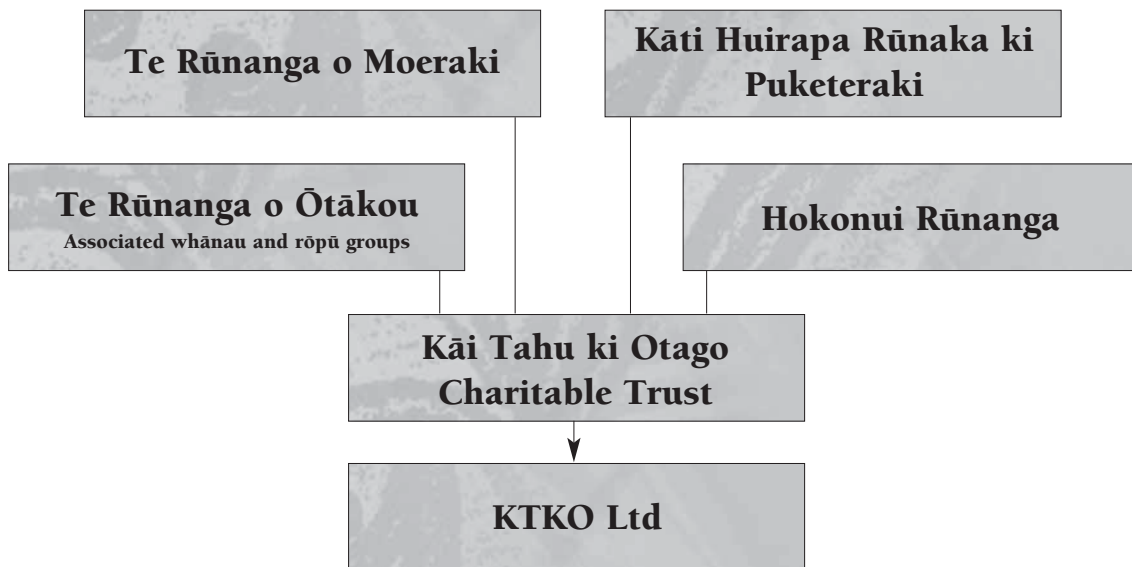 Te Rūnanga o Moeraki
Kāti Huirapa Rūnaka ki
Puketeraki
Te Rūnanga o Ōtākou
Associated whānau and rōpū groups
Hokonui Rūnanga
Kāi Tahu ki Otago
Charitable Trust
KTKO Ltd